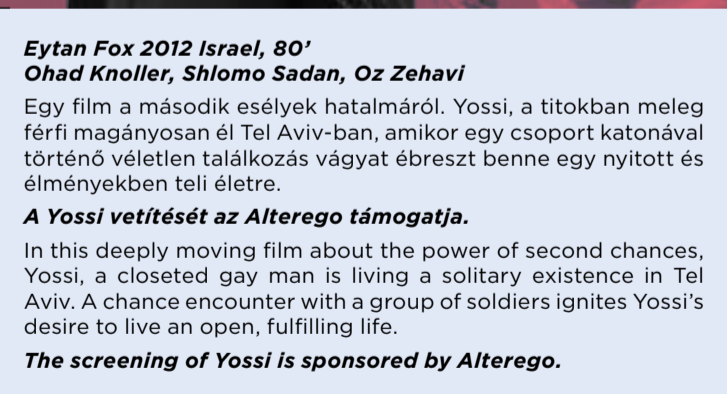 Eytan Fox 2012 Israel, 80’
Ohad Knoller, Shlomo Sadan, Oz Zehavi
Egy film a második esélyek hatalmáról. Yossi, a titokban meleg
férfi magányosan él Tel Aviv-ban, amikor egy csoport katonával
történő véletlen találkozás vágyat ébreszt benne egy nyitott és
élményekben teli életre.
A Yossi vetítését az Alterego támogatja.
In this deeply moving film about the power of second chances,
Yossi, a closeted gay man is living a solitary existence in Tel
Aviv. A chance encounter with a group of soldiers ignites Yossi’s
desire to live an open, fulfilling life.
The screening of Yossi is sponsored by Alterego.